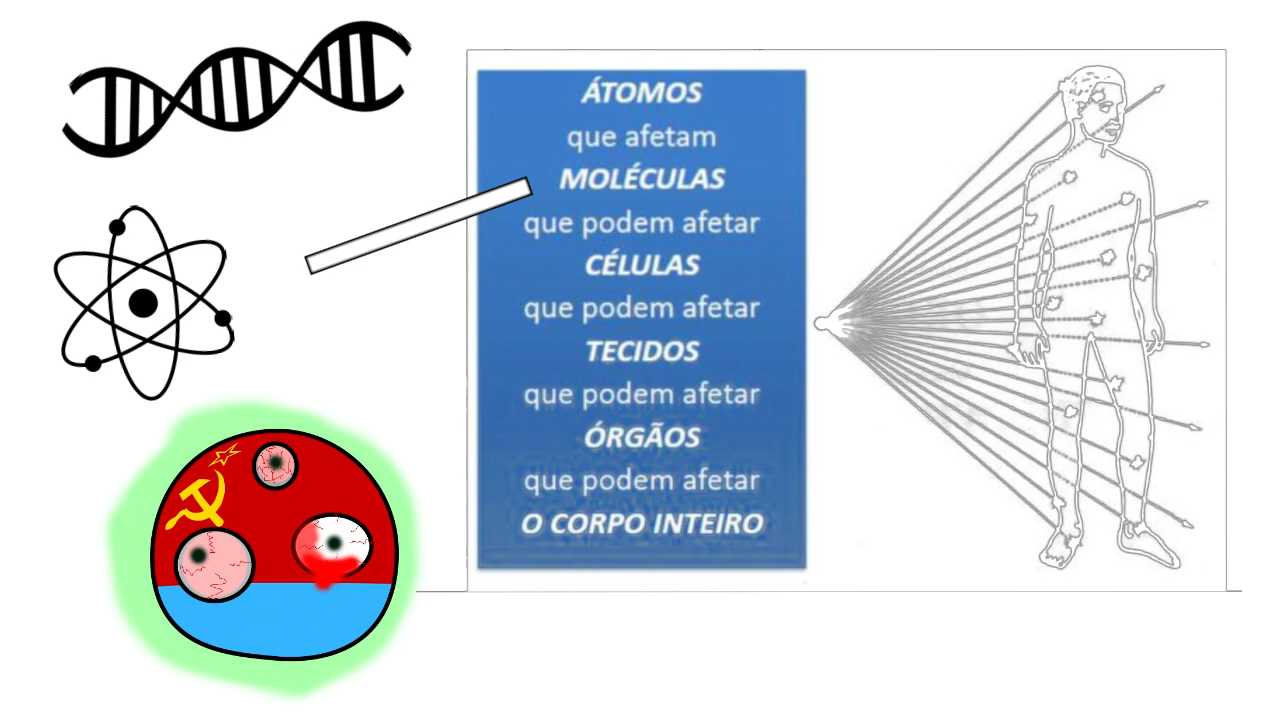 ÁTOMOS
que afetam
MOLÉCULAS
que podem afetar
CÉLULAS
que podem afetar
TECIDOS
que podem afetar
ÓRGÃOS
que podem afetar
O CORPO INTEIRO